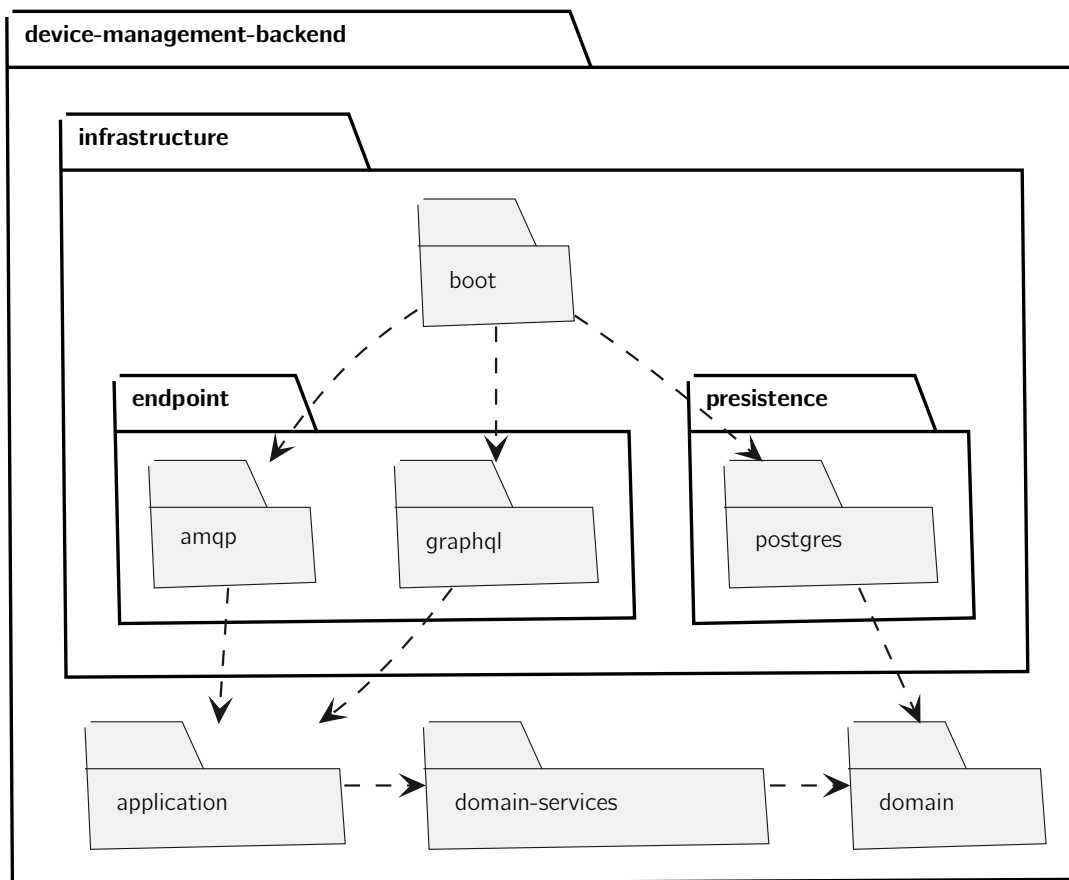 device-management-backend
infrastructure
boot
endpoint
presistence
amqp
graphql
postgres
application
domain-services
domain